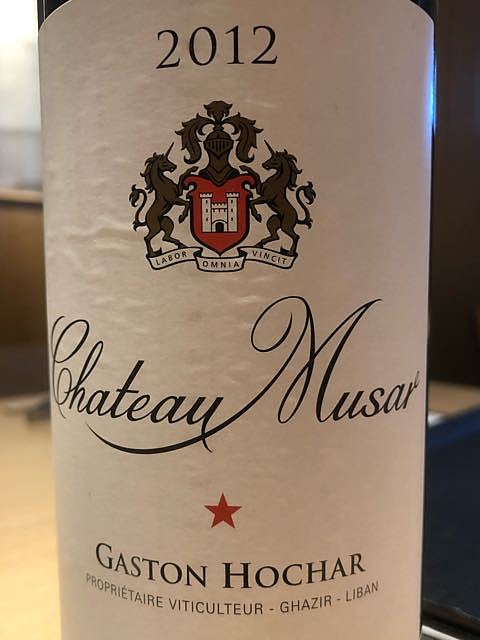 2012
LABOR OMNIA VINCIT
Chateau Musar
GASTON HOCHAR
PROPRIÉTAIRE VITICULTEUR - GHAZIR - LIBAN